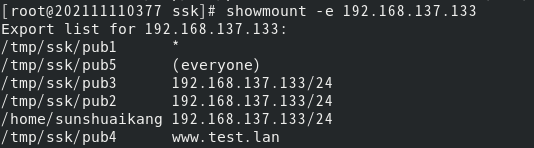 [root@202111110377 ssk]# showmount -e 192.168.137.133
Export list for 192.168.137.133:
/tmp/ssk/pub1 *
/tmp/ssk/pub5 (everyone)
/tmp/ssk/pub3 192.168.137.133/24
/tmp/ssk/pub2 192.168.137.133/24
/home/sunshuaikang 192.168.137.133/24
/tmp/ssk/pub4 www.test.lan